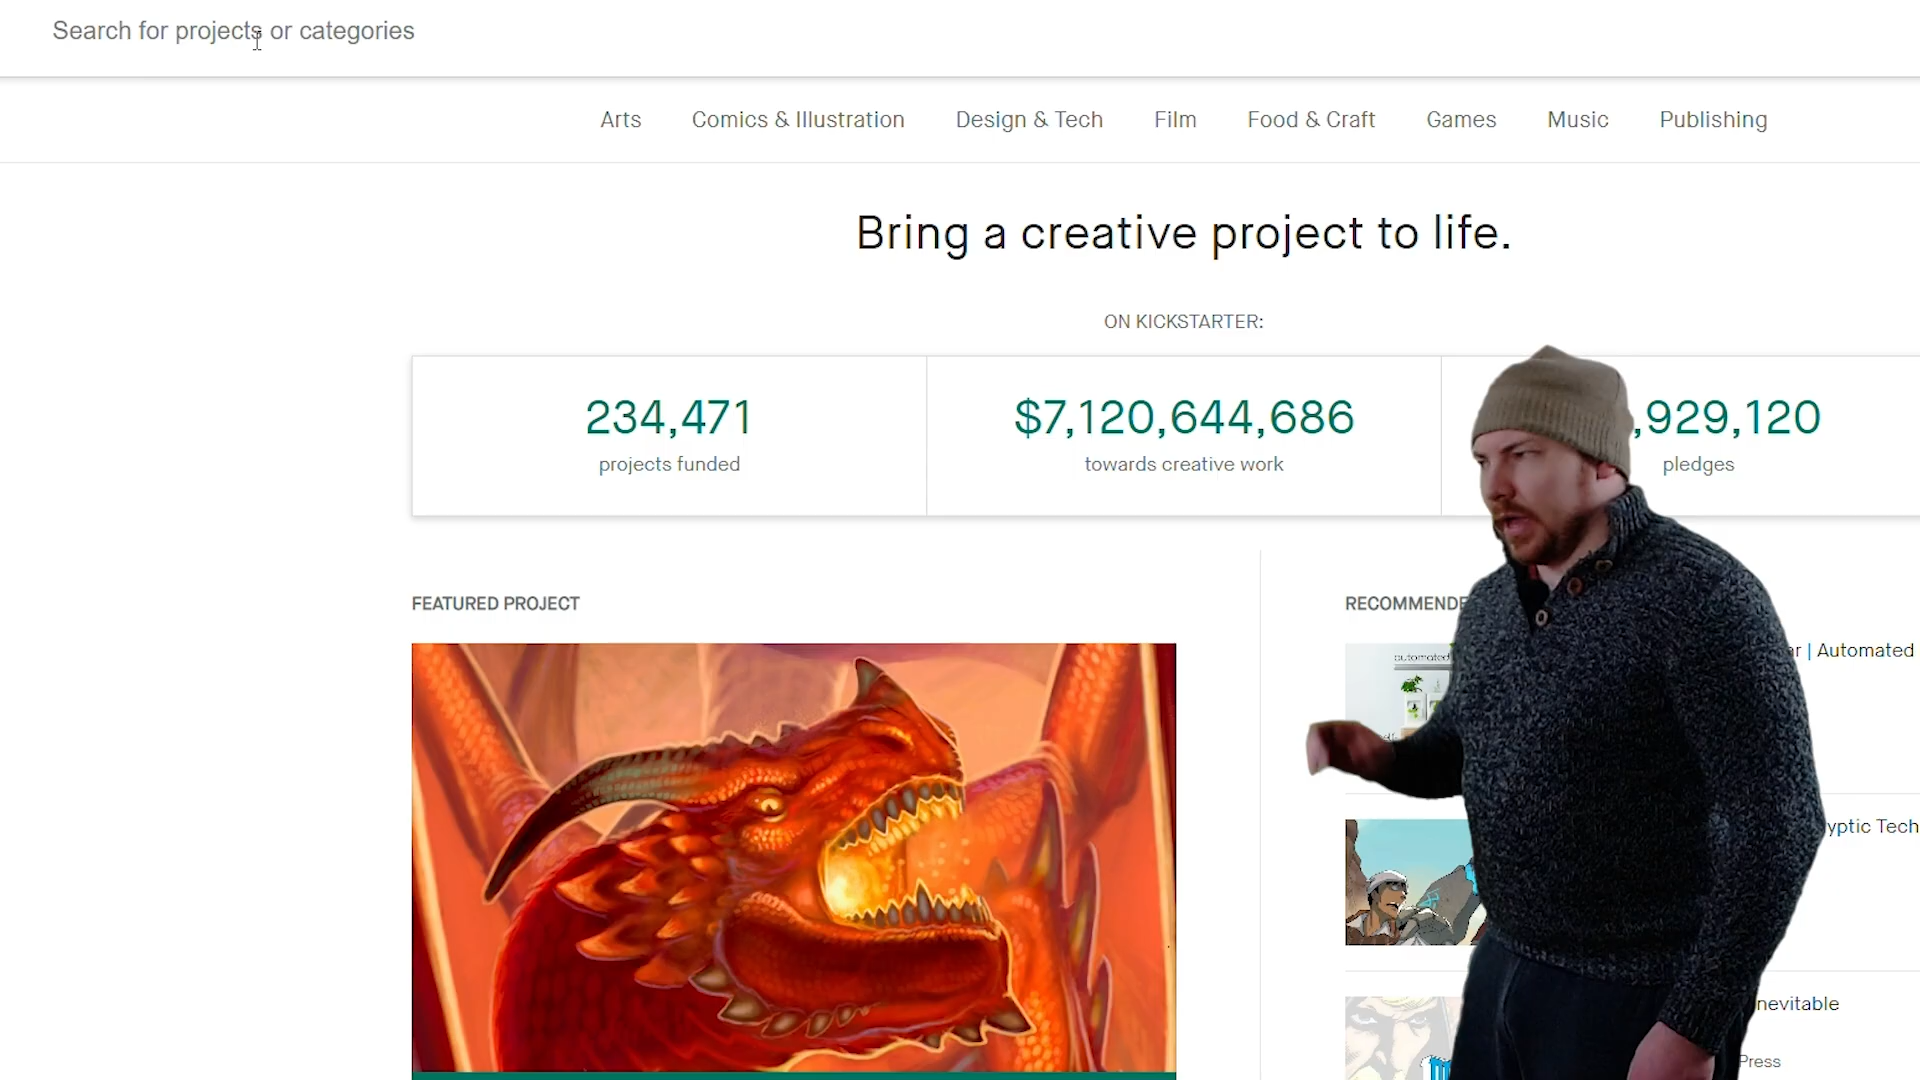 Search for projects or categories
Arts Comics & Illustration Design & Tech Film Food & Craft Games Music Publishing
Bring a creative project to life.
ON KICKSTARTER:
234,471 $7,120,644,686 ,929,120
projects funded towards creative work pledges
FEATURED PROJECT
RECOMMENDE
automated
| Automated
Tech
nevitable
Press